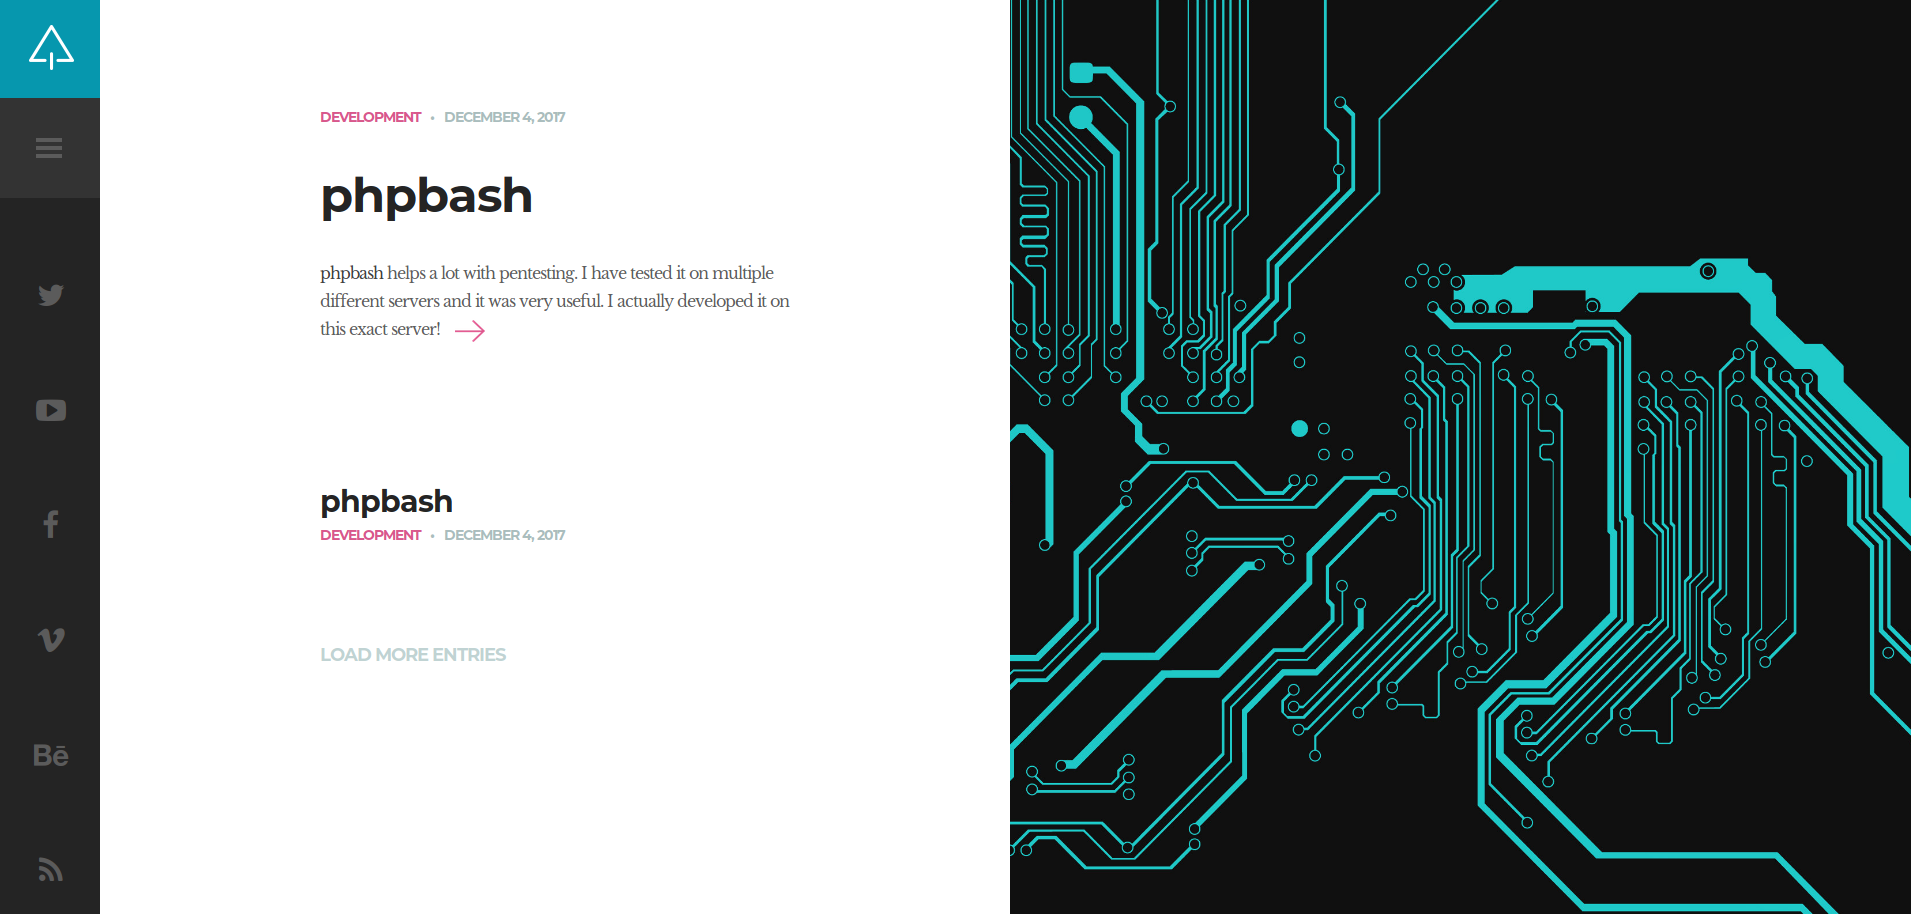 DEVELOPMENT • DECEMBER 4, 2017
phpbash
phpbash helps a lot with pentesting. I have tested it on multiple
different servers and it was very useful. I actually developed it on
this exact server!
phpbash
DEVELOPMENT • DECEMBER 4, 2017
LOAD MORE ENTRIES
Bē